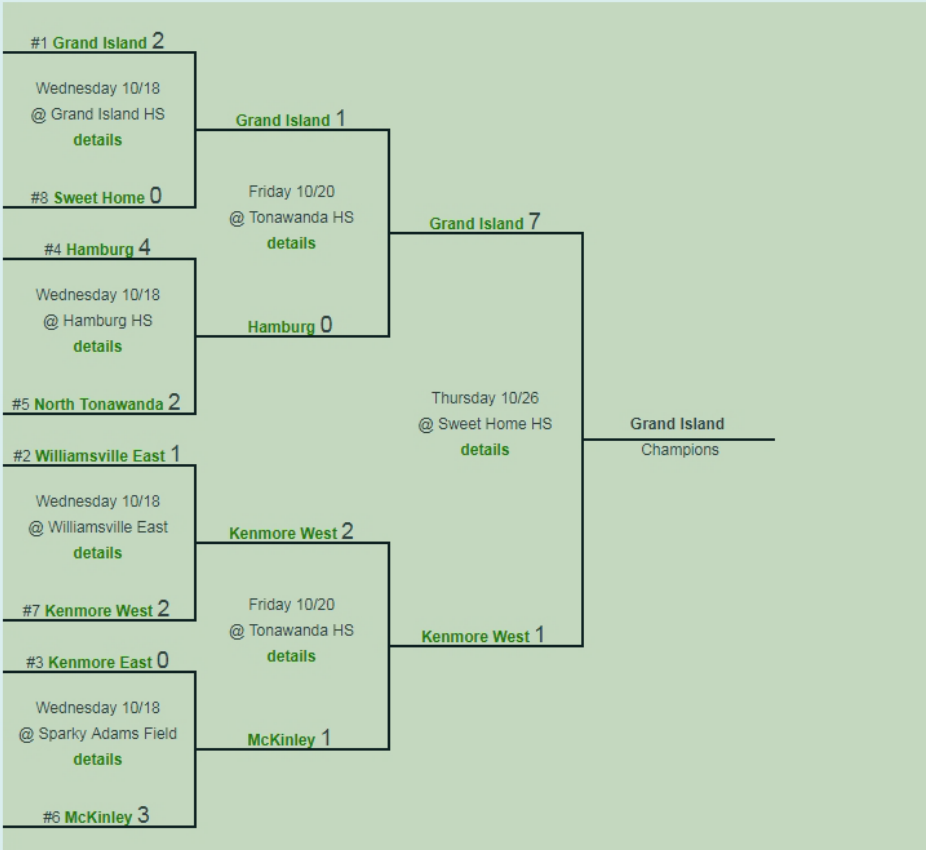 #1 Grand Island 2
Wednesday 10/18
@ Grand Island HS
details
#8 Sweet Home 0
#4 Hamburg 4
Wednesday 10/18
@ Hamburg HS
details
#5 North Tonawanda 2
#2 Williamsville East 1
Wednesday 10/18
@ Williamsville East
details
#7 Kenmore West 2
#3 Kenmore East 0
Wednesday 10/18
@ Sparky Adams Field
details
#6 McKinley 3
Grand Island 1
Friday 10/20
@ Tonawanda HS
details
Hamburg 0
Kenmore West 2
Friday 10/20
@ Tonawanda HS
details
McKinley 1
Grand Island 7
Thursday 10/26
@ Sweet Home HS
details
Kenmore West 1
Grand Island
Champions